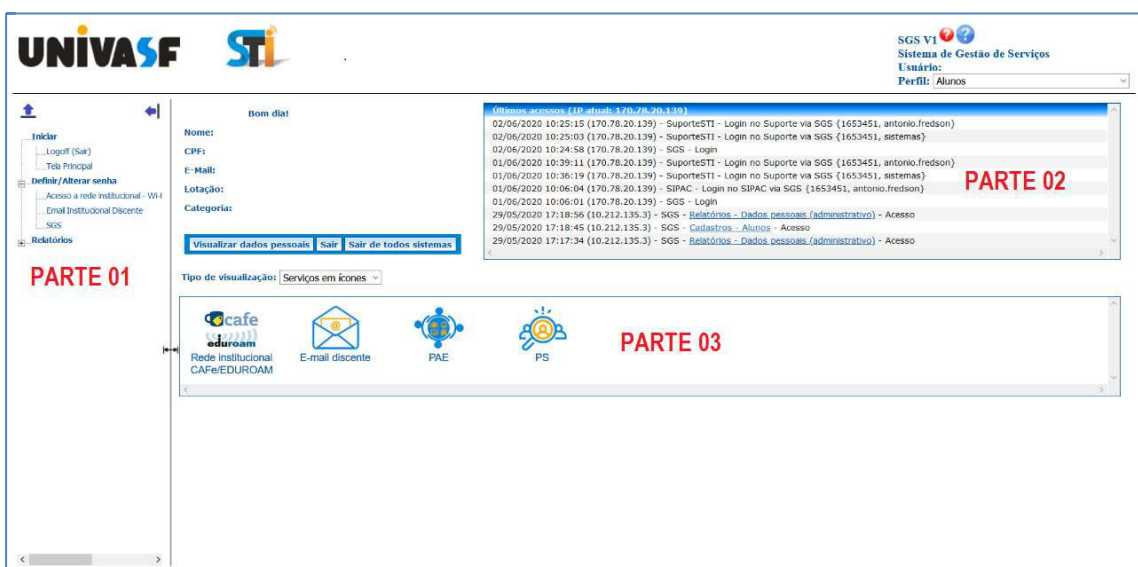 UNIVASF STi
SGS V1
Sistema de Gestão de Serviços
Usuário:
Perfil: Alunos
Iniciar
Logoff (Sair)
Tela Principal
Definir/Alterar senha
Acesso a rede institucional - Wi-I
Email Institucional Discente
SGS
Relatórios
PARTE 01
Bom dia!
Nome:
CPF:
E-Mail:
Lotação:
Categoria:
Visualizar dados pessoais Sair Sair de todos sistemas
Últimos acessos (IP atual: 170.78.20.139)
02/06/2020 10:25:15 (170.78.20.139) - SuporteSTI - Login no Suporte via SGS {1653451, antonio.fredson}
02/06/2020 10:25:03 (170.78.20.139) - SuporteSTI - Login no Suporte via SGS {1653451, sistemas}
02/06/2020 10:24:58 (170.78.20.139) - SGS - Login
01/06/2020 10:39:11 (170.78.20.139) - SuporteSTI - Login no Suporte via SGS {1653451, antonio.fredson}
01/06/2020 10:36:19 (170.78.20.139) - SuporteSTI - Login no Suporte via SGS {1653451, sistemas}
01/06/2020 10:06:04 (170.78.20.139) - SIPAC - Login no SIPAC via SGS {1653451, antonio.fredson}
01/06/2020 10:06:01 (170.78.20.139) - SGS - Login
29/05/2020 17:18:56 (10.212.135.3) - SGS - Relatórios - Dados pessoais (administrativo) - Acesso
29/05/2020 17:18:45 (10.212.135.3) - SGS - Cadastros - Alunos - Acesso
29/05/2020 17:17:34 (10.212.135.3) - SGS - Relatórios - Dados pessoais (administrativo) - Acesso
PARTE 02
Tipo de visualização: Serviços em ícones
cafe
eduroam
Rede institucional
CAFe/EDUROAM
E-mail discente
PAE
PS
PARTE 03